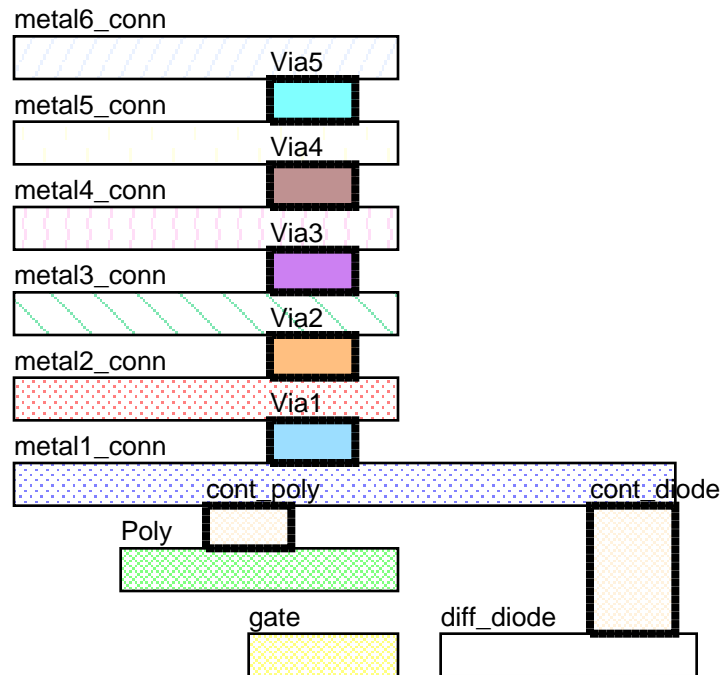 metal6_conn
Via5
metal5_conn
Via4
metal4_conn
Via3
metal3_conn
Via2
metal2_conn
Via1
metal1_conn
cont_poly cont_diode
Poly
gate diff_diode